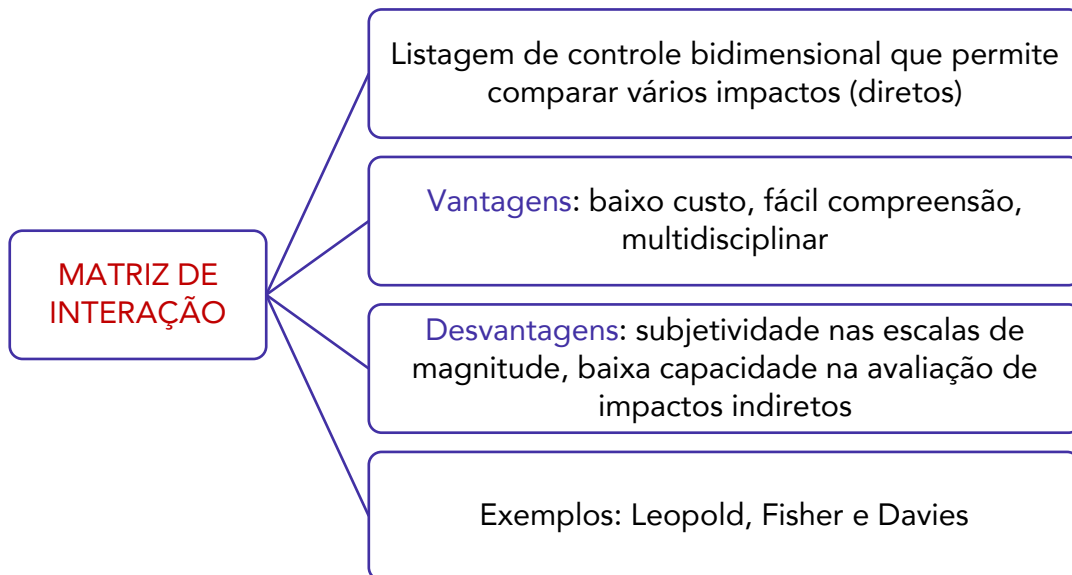 MATRIZ DE
INTERAÇÃO
Listagem de controle bidimensional que permite
comparar vários impactos (diretos)
Vantagens: baixo custo, fácil compreensão,
multidisciplinar
Desvantagens: subjetividade nas escalas de
magnitude, baixa capacidade na avaliação de
impactos indiretos
Exemplos: Leopold, Fisher e Davies